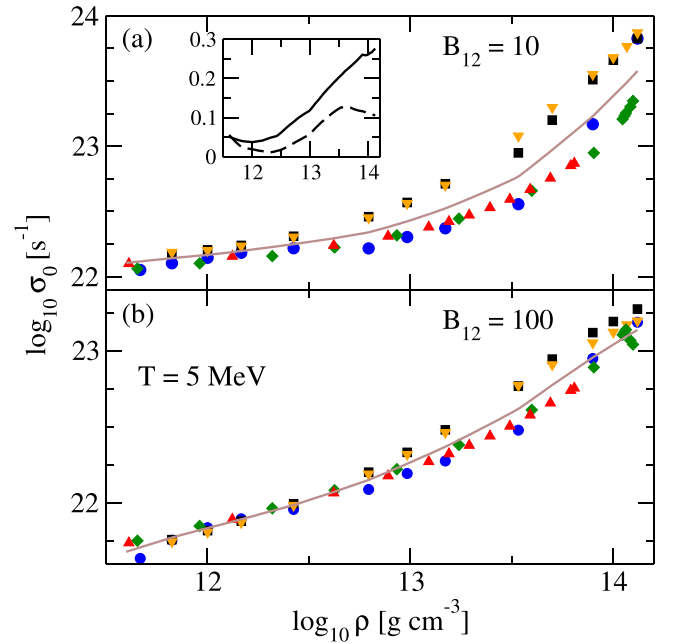 24
(a)
0.3
0.2
0.1
0
12 13 14
B₁₂ = 10
23
22
log₁₀ σ₀ [s⁻¹]
(b)
B₁₂ = 100
23
T = 5 MeV
22
12 13 14
log₁₀ ρ [g cm⁻³]